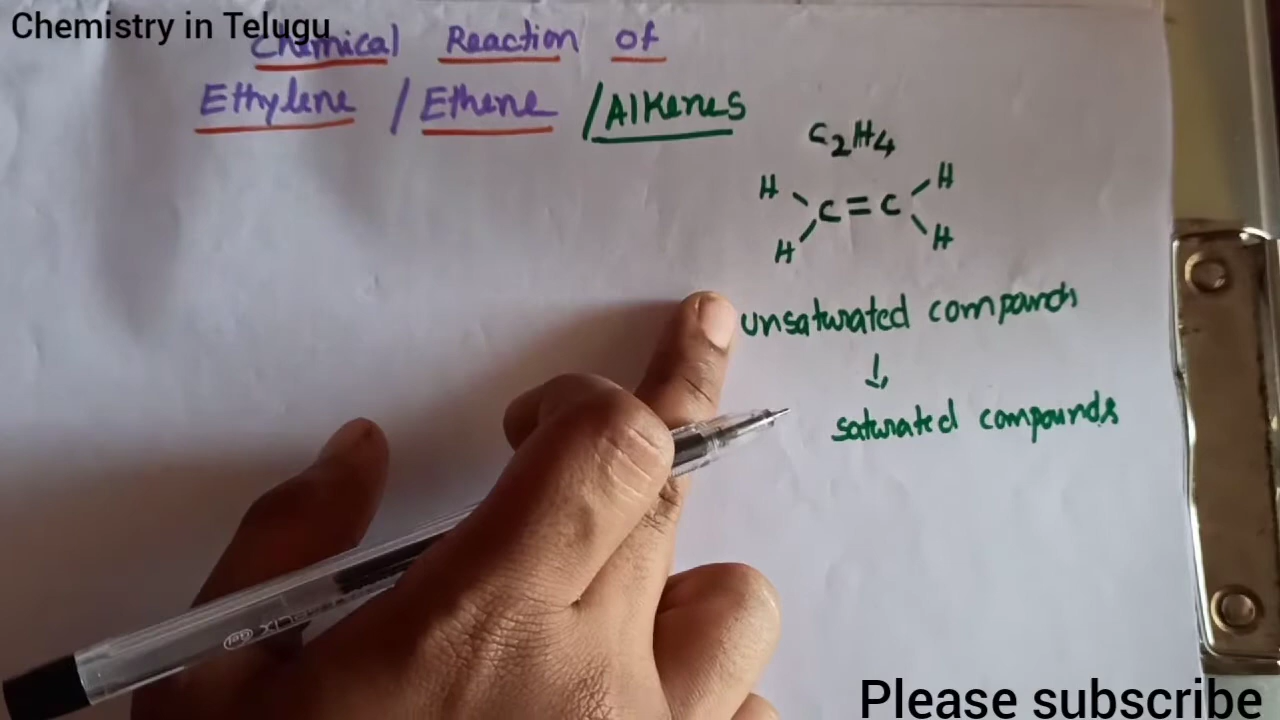 Chemistry in Telugu
Chemical Reaction of
Ethylene / Ethene / Alkenes
C2H4
H H
C=C
H H
unsaturated compounds
↓
saturated compounds
Please subscribe